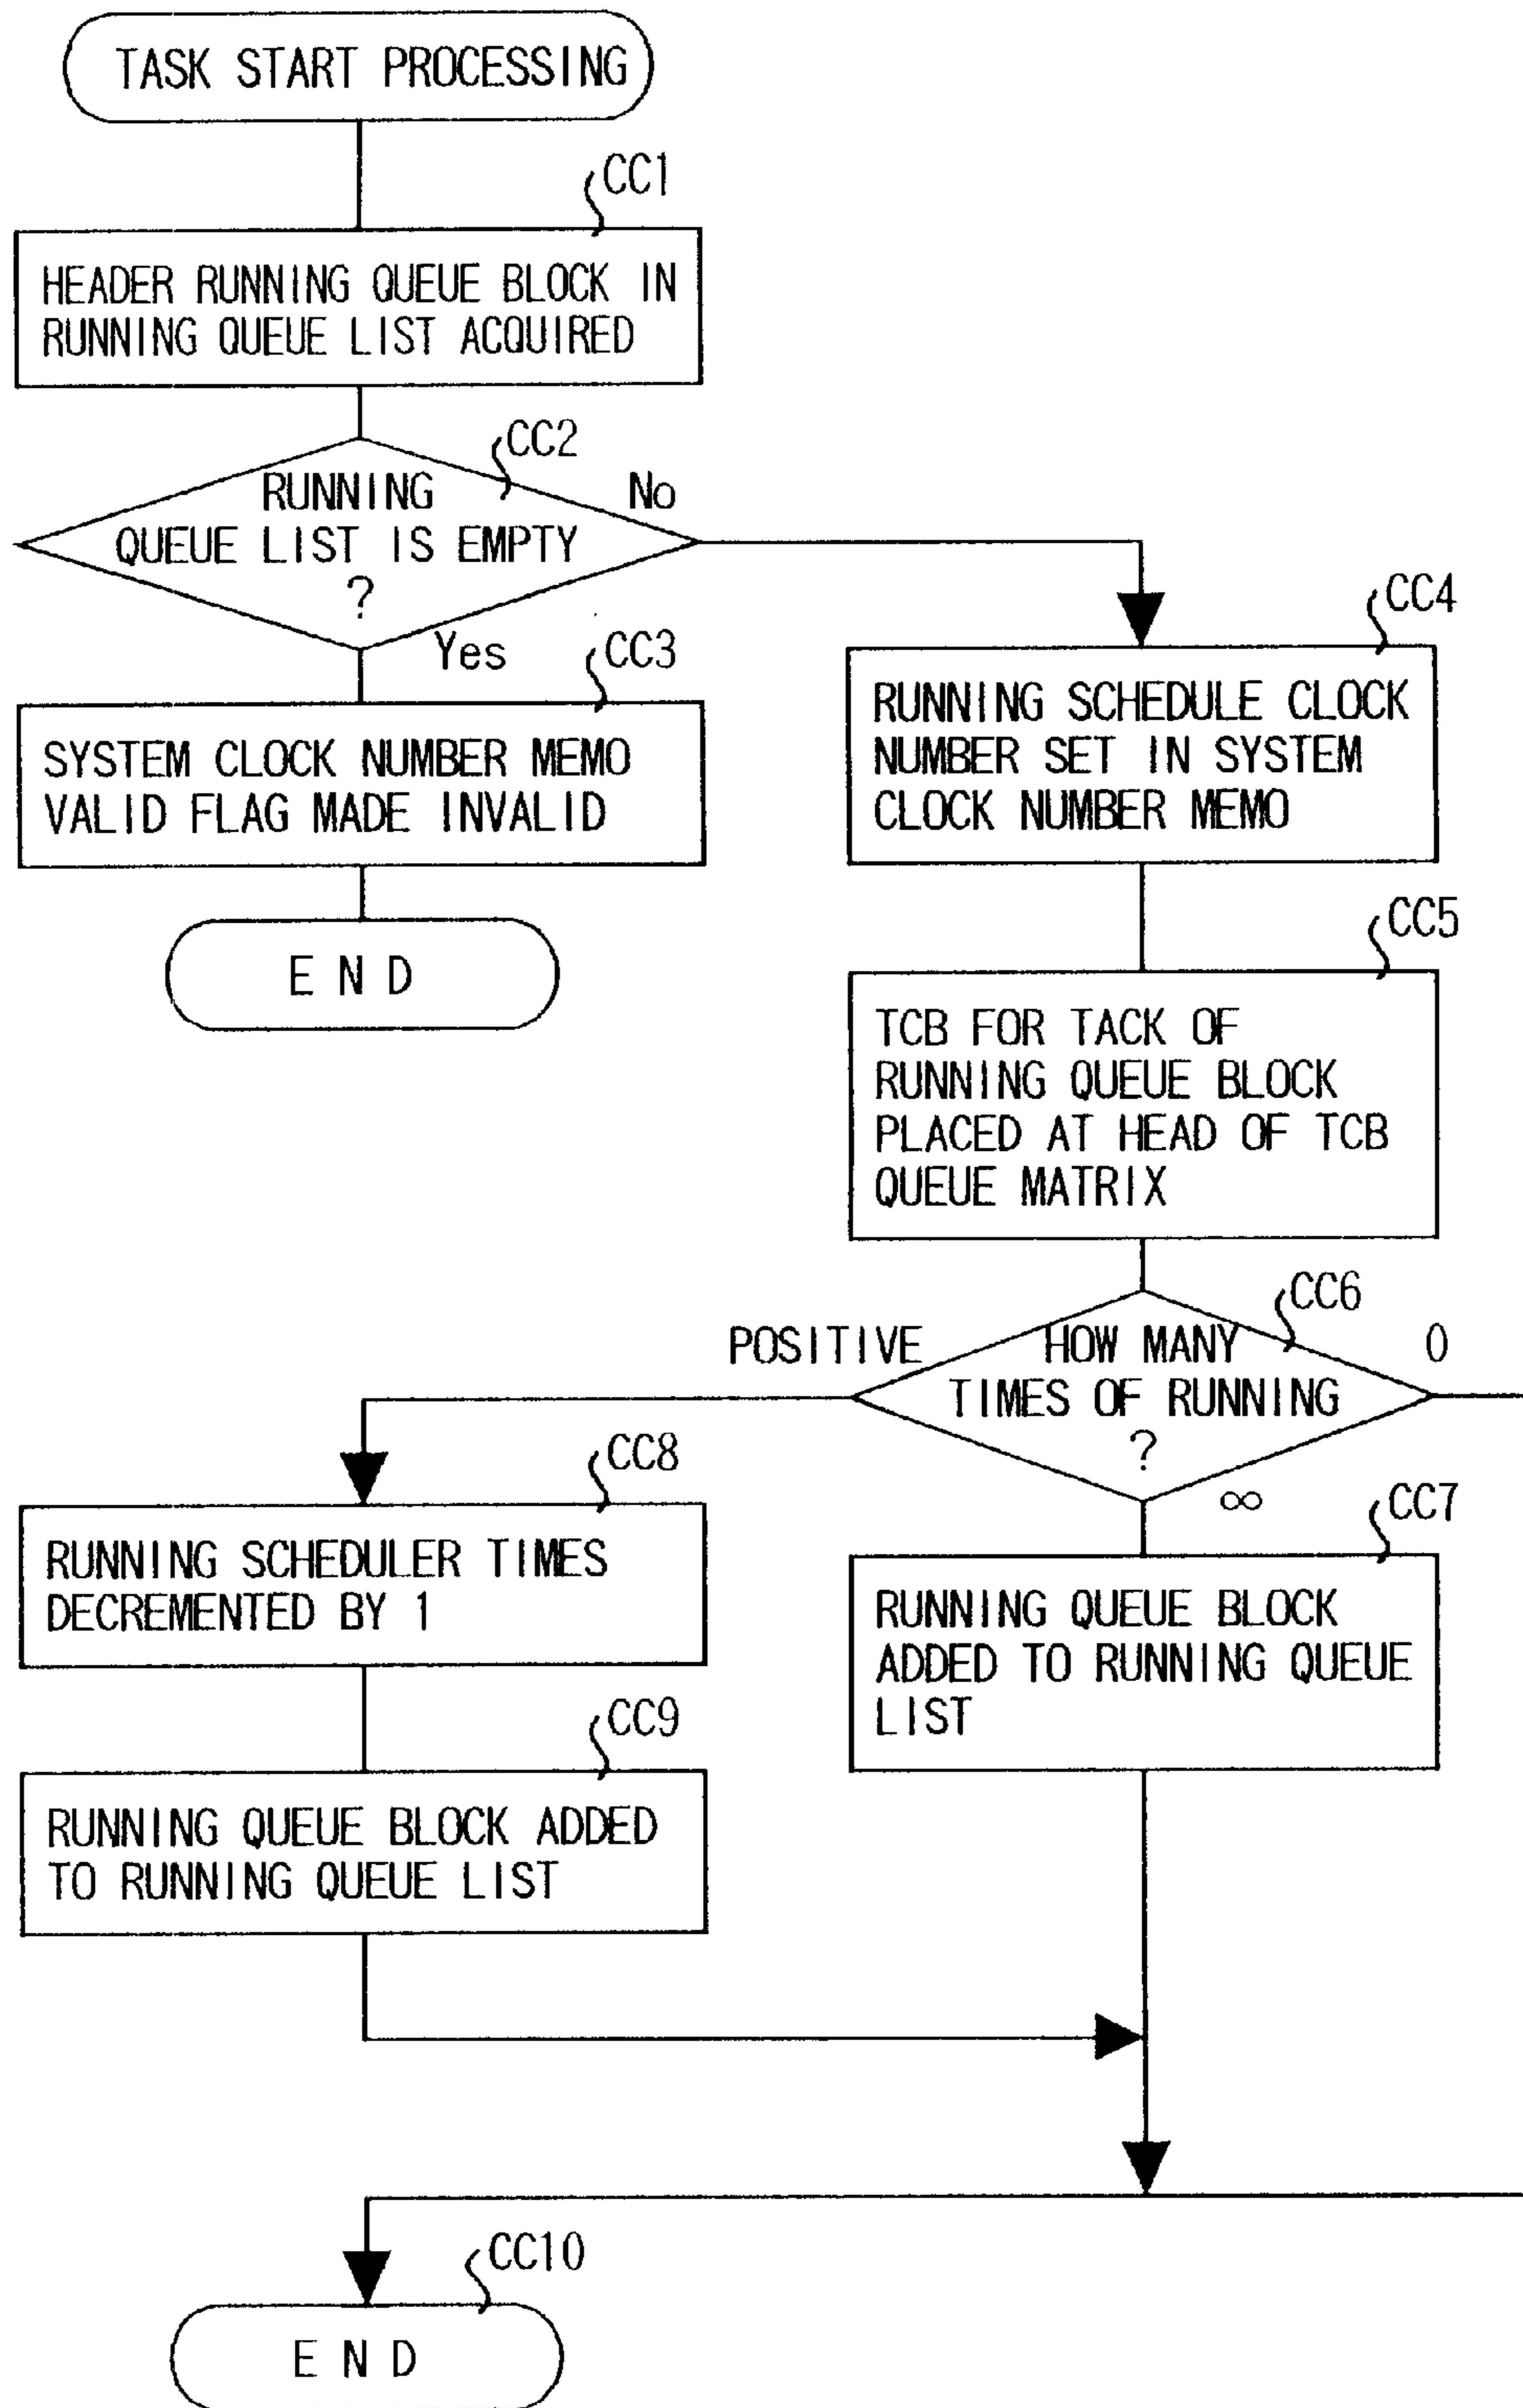 TASK START PROCESSING
CC1
HEADER RUNNING QUEUE BLOCK IN
RUNNING QUEUE LIST ACQUIRED
CC2
RUNNING
QUEUE LIST IS EMPTY
?
No
Yes
CC3
SYSTEM CLOCK NUMBER MEMO
VALID FLAG MADE INVALID
END
CC4
RUNNING SCHEDULE CLOCK
NUMBER SET IN SYSTEM
CLOCK NUMBER MEMO
CC5
TCB FOR TACK OF
RUNNING QUEUE BLOCK
PLACED AT HEAD OF TCB
QUEUE MATRIX
CC6
HOW MANY
TIMES OF RUNNING
?
POSITIVE
0
∞
CC8
RUNNING SCHEDULER TIMES
DECREMENTED BY 1
CC7
RUNNING QUEUE BLOCK
ADDED TO RUNNING QUEUE
LIST
CC9
RUNNING QUEUE BLOCK ADDED
TO RUNNING QUEUE LIST
CC10
END